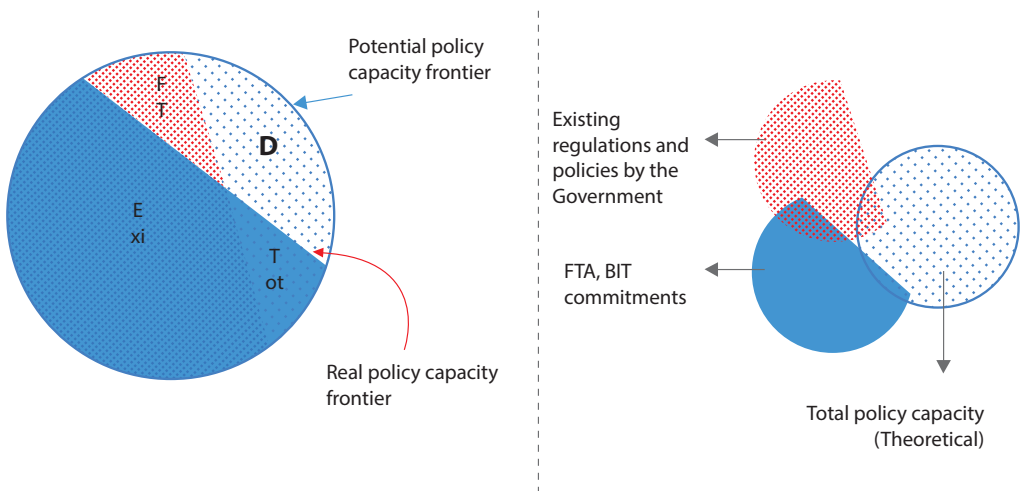 Potential policy
capacity frontier
F
T
D
E
xi
T
ot
Real policy capacity
frontier
Existing
regulations and
policies by the
Government
FTA, BIT
commitments
Total policy capacity
(Theoretical)